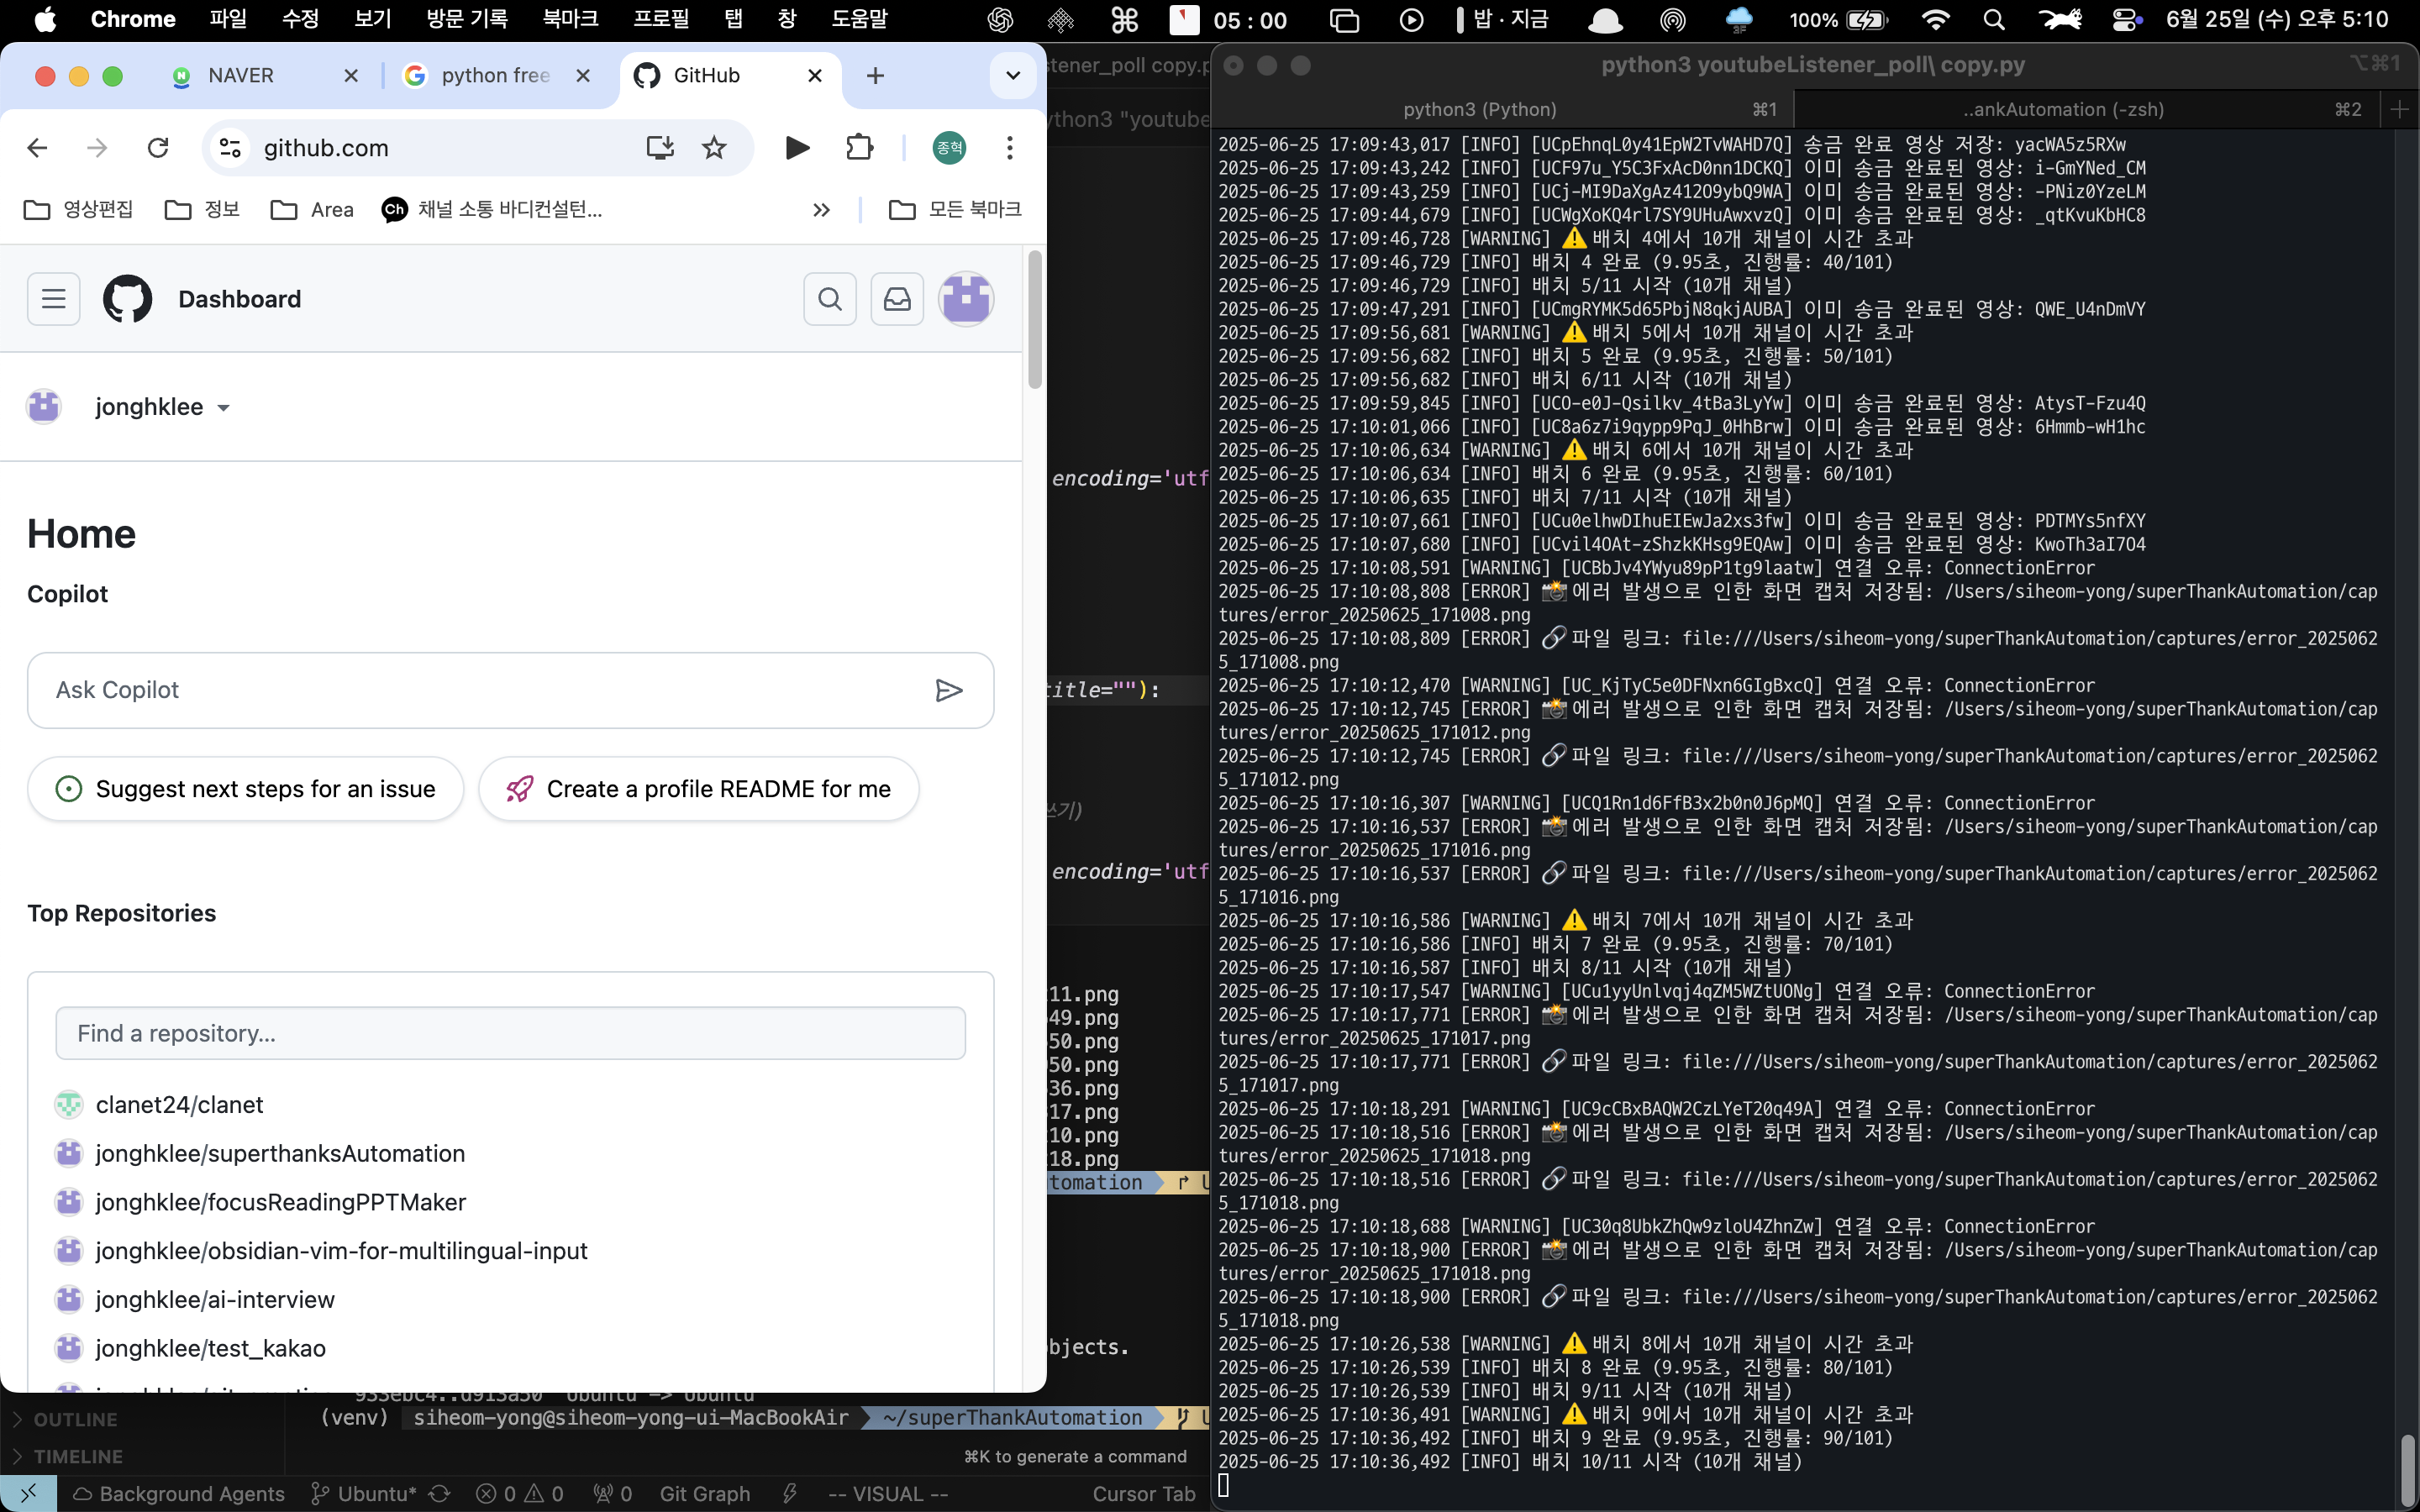 Chrome 파일 수정 보기 방문 기록 북마크 프로필 탭 창 도움말 05 : 00 밥 · 지금 100% 6월 25일 (수) 오후 5:10
NAVER
python free
GitHub
github.com
종혁
영상편집
정보
Area
Ch 채널 소통 바디컨설턴...
모든 북마크
Dashboard
jonghklee
Home
Copilot
Ask Copilot
Suggest next steps for an issue
Create a profile README for me
Top Repositories
Find a repository...
clanet24/clanet
jonghklee/superthanksAutomation
jonghklee/focusReadingPPTMaker
jonghklee/obsidian-vim-for-multilingual-input
jonghklee/ai-interview
jonghklee/test_kakao
stener_poll copy.p
ython3 "youtube
encoding='utf
title=""):
쓰기)
encoding='utf
11.png
49.png
50.png
50.png
36.png
17.png
10.png
18.png
tomation
bjects.
(venv) siheom-yong@siheom-yong-ui-MacBookAir ~/superThankAutomation
⌘K to generate a command
OUTLINE
TIMELINE
Background Agents Ubuntu* 0 0 0 Git Graph -- VISUAL -- Cursor Tab
python3 youtubeListener_poll\ copy.py ⌥⌘1
python3 (Python) ⌘1 ..ankAutomation (-zsh) ⌘2
2025-06-25 17:09:43,017 [INFO] [UCpEhnqL0y41EpW2TvWAHD7Q] 송금 완료 영상 저장: yacWA5z5RXw
2025-06-25 17:09:43,242 [INFO] [UCF97u_Y5C3FxAcD0nn1DCKQ] 이미 송금 완료된 영상: i-GmYNed_CM
2025-06-25 17:09:43,259 [INFO] [UCj-MI9DaXgAz412O9ybQ9WA] 이미 송금 완료된 영상: -PNiz0YzeLM
2025-06-25 17:09:44,679 [INFO] [UCWgXoKQ4rl7SY9UHuAwxvzQ] 이미 송금 완료된 영상: _qtKvuKbHC8
2025-06-25 17:09:46,728 [WARNING] ⚠️ 배치 4에서 10개 채널이 시간 초과
2025-06-25 17:09:46,729 [INFO] 배치 4 완료 (9.95초, 진행률: 40/101)
2025-06-25 17:09:46,729 [INFO] 배치 5/11 시작 (10개 채널)
2025-06-25 17:09:47,291 [INFO] [UCmgRYMK5d65PbjN8qkjAUBA] 이미 송금 완료된 영상: QWE_U4nDmVY
2025-06-25 17:09:56,681 [WARNING] ⚠️ 배치 5에서 10개 채널이 시간 초과
2025-06-25 17:09:56,682 [INFO] 배치 5 완료 (9.95초, 진행률: 50/101)
2025-06-25 17:09:56,682 [INFO] 배치 6/11 시작 (10개 채널)
2025-06-25 17:09:59,845 [INFO] [UCO-e0J-Qsilkv_4tBa3LyYw] 이미 송금 완료된 영상: AtysT-Fzu4Q
2025-06-25 17:10:01,066 [INFO] [UC8a6z7i9qypp9PqJ_0HhBrw] 이미 송금 완료된 영상: 6Hmmb-wH1hc
2025-06-25 17:10:06,634 [WARNING] ⚠️ 배치 6에서 10개 채널이 시간 초과
2025-06-25 17:10:06,634 [INFO] 배치 6 완료 (9.95초, 진행률: 60/101)
2025-06-25 17:10:06,635 [INFO] 배치 7/11 시작 (10개 채널)
2025-06-25 17:10:07,661 [INFO] [UCu0elhwDIhuEIEwJa2xs3fw] 이미 송금 완료된 영상: PDTMYs5nfXY
2025-06-25 17:10:07,680 [INFO] [UCvil4OAt-zShzkKHsg9EQAw] 이미 송금 완료된 영상: KwoTh3aI7O4
2025-06-25 17:10:08,591 [WARNING] [UCBbJv4YWyu89pP1tg9laatw] 연결 오류: ConnectionError
2025-06-25 17:10:08,808 [ERROR] 📸 에러 발생으로 인한 화면 캡처 저장됨: /Users/siheom-yong/superThankAutomation/cap
tures/error_20250625_171008.png
2025-06-25 17:10:08,809 [ERROR] 🔗 파일 링크: file:///Users/siheom-yong/superThankAutomation/captures/error_2025062
5_171008.png
2025-06-25 17:10:12,470 [WARNING] [UC_KjTyC5e0DFNxn6GIgBxcQ] 연결 오류: ConnectionError
2025-06-25 17:10:12,745 [ERROR] 📸 에러 발생으로 인한 화면 캡처 저장됨: /Users/siheom-yong/superThankAutomation/cap
tures/error_20250625_171012.png
2025-06-25 17:10:12,745 [ERROR] 🔗 파일 링크: file:///Users/siheom-yong/superThankAutomation/captures/error_2025062
5_171012.png
2025-06-25 17:10:16,307 [WARNING] [UCQ1Rn1d6FfB3x2b0n0J6pMQ] 연결 오류: ConnectionError
2025-06-25 17:10:16,537 [ERROR] 📸 에러 발생으로 인한 화면 캡처 저장됨: /Users/siheom-yong/superThankAutomation/cap
tures/error_20250625_171016.png
2025-06-25 17:10:16,537 [ERROR] 🔗 파일 링크: file:///Users/siheom-yong/superThankAutomation/captures/error_2025062
5_171016.png
2025-06-25 17:10:16,586 [WARNING] ⚠️ 배치 7에서 10개 채널이 시간 초과
2025-06-25 17:10:16,586 [INFO] 배치 7 완료 (9.95초, 진행률: 70/101)
2025-06-25 17:10:16,587 [INFO] 배치 8/11 시작 (10개 채널)
2025-06-25 17:10:17,547 [WARNING] [UCu1yyUnlvqj4qZM5WZtUONg] 연결 오류: ConnectionError
2025-06-25 17:10:17,771 [ERROR] 📸 에러 발생으로 인한 화면 캡처 저장됨: /Users/siheom-yong/superThankAutomation/cap
tures/error_20250625_171017.png
2025-06-25 17:10:17,771 [ERROR] 🔗 파일 링크: file:///Users/siheom-yong/superThankAutomation/captures/error_2025062
5_171017.png
2025-06-25 17:10:18,291 [WARNING] [UC9cCBxBAQW2CzLYeT20q49A] 연결 오류: ConnectionError
2025-06-25 17:10:18,516 [ERROR] 📸 에러 발생으로 인한 화면 캡처 저장됨: /Users/siheom-yong/superThankAutomation/cap
tures/error_20250625_171018.png
2025-06-25 17:10:18,516 [ERROR] 🔗 파일 링크: file:///Users/siheom-yong/superThankAutomation/captures/error_2025062
5_171018.png
2025-06-25 17:10:18,688 [WARNING] [UC30q8UbkZhQw9zloU4ZhnZw] 연결 오류: ConnectionError
2025-06-25 17:10:18,900 [ERROR] 📸 에러 발생으로 인한 화면 캡처 저장됨: /Users/siheom-yong/superThankAutomation/cap
tures/error_20250625_171018.png
2025-06-25 17:10:18,900 [ERROR] 🔗 파일 링크: file:///Users/siheom-yong/superThankAutomation/captures/error_2025062
5_171018.png
2025-06-25 17:10:26,538 [WARNING] ⚠️ 배치 8에서 10개 채널이 시간 초과
2025-06-25 17:10:26,539 [INFO] 배치 8 완료 (9.95초, 진행률: 80/101)
2025-06-25 17:10:26,539 [INFO] 배치 9/11 시작 (10개 채널)
2025-06-25 17:10:36,491 [WARNING] ⚠️ 배치 9에서 10개 채널이 시간 초과
2025-06-25 17:10:36,492 [INFO] 배치 9 완료 (9.95초, 진행률: 90/101)
2025-06-25 17:10:36,492 [INFO] 배치 10/11 시작 (10개 채널)